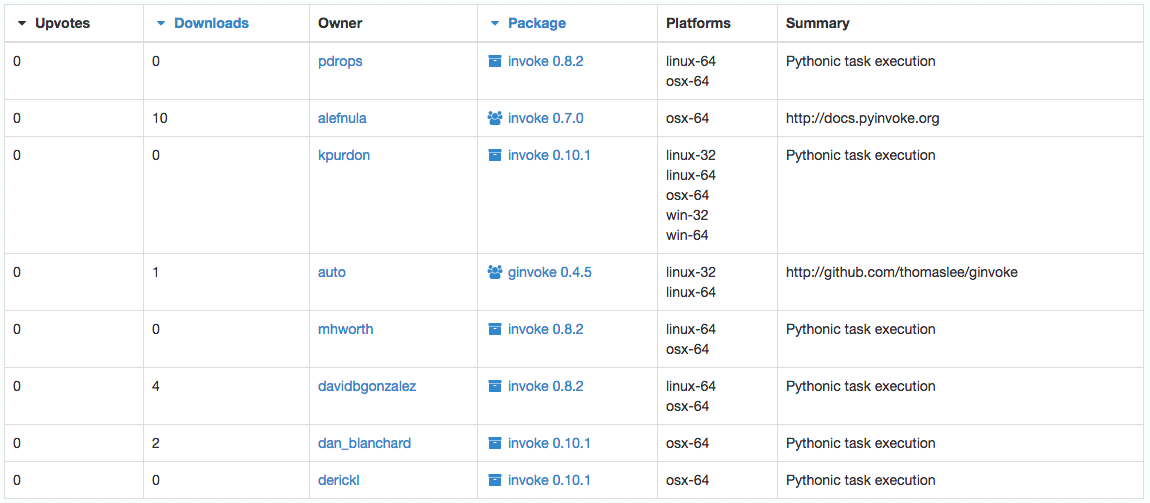 Upvotes Downloads Owner Package Platforms Summary
0 0 pdrops invoke 0.8.2 linux-64 Pythonic task execution
osx-64
0 10 alefnula invoke 0.7.0 osx-64 http://docs.pyinvoke.org
0 0 kpurdon invoke 0.10.1 linux-32 Pythonic task execution
linux-64
osx-64
win-32
win-64
0 1 auto ginvoke 0.4.5 linux-32 http://github.com/thomaslee/ginvoke
linux-64
0 0 mhworth invoke 0.8.2 linux-64 Pythonic task execution
osx-64
0 4 davidbgonzalez invoke 0.8.2 linux-64 Pythonic task execution
osx-64
0 2 dan_blanchard invoke 0.10.1 osx-64 Pythonic task execution
0 0 derickl invoke 0.10.1 osx-64 Pythonic task execution